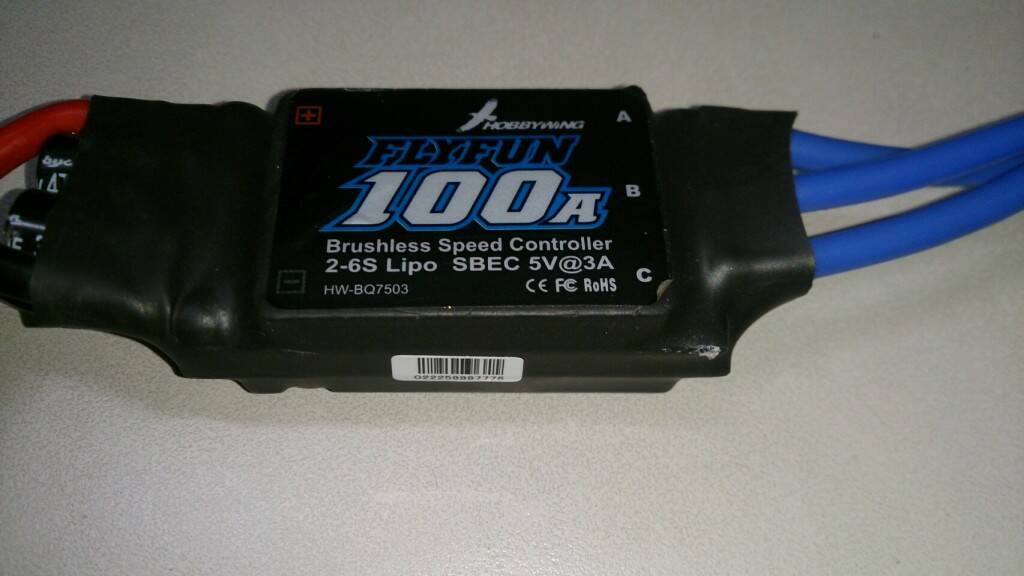 HOBBYWING
FLYFUN
100A
Brushless Speed Controller
2-6S Lipo SBEC 5V@3A
HW-BQ7503
CE FC RoHS
A
B
C